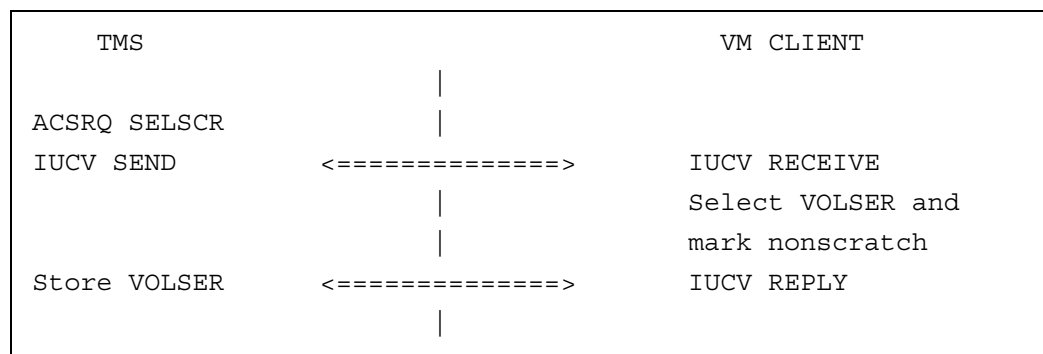 TMS VM CLIENT
|
ACSRQ SELSCR |
IUCV SEND <==============> IUCV RECEIVE
| Select VOLSER and
| mark nonscratch
Store VOLSER <==============> IUCV REPLY
|